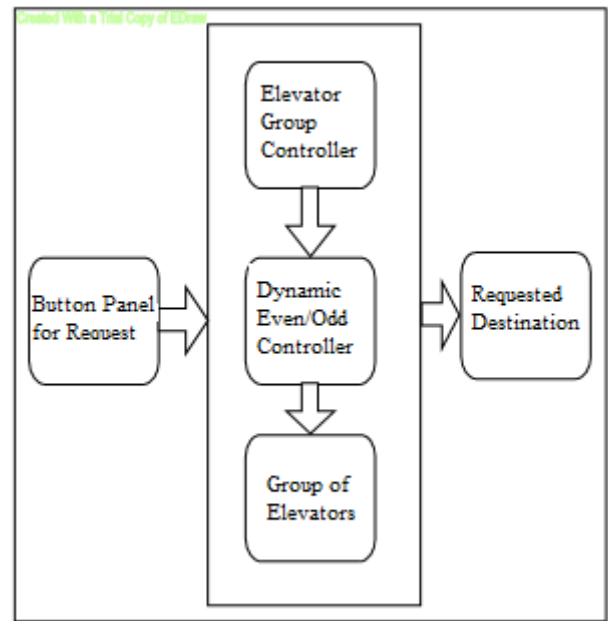 Created With a Trial Copy of EDraw
Elevator
Group
Controller
Button Panel
for Request
Dynamic
Even/Odd
Controller
Requested
Destination
Group of
Elevators